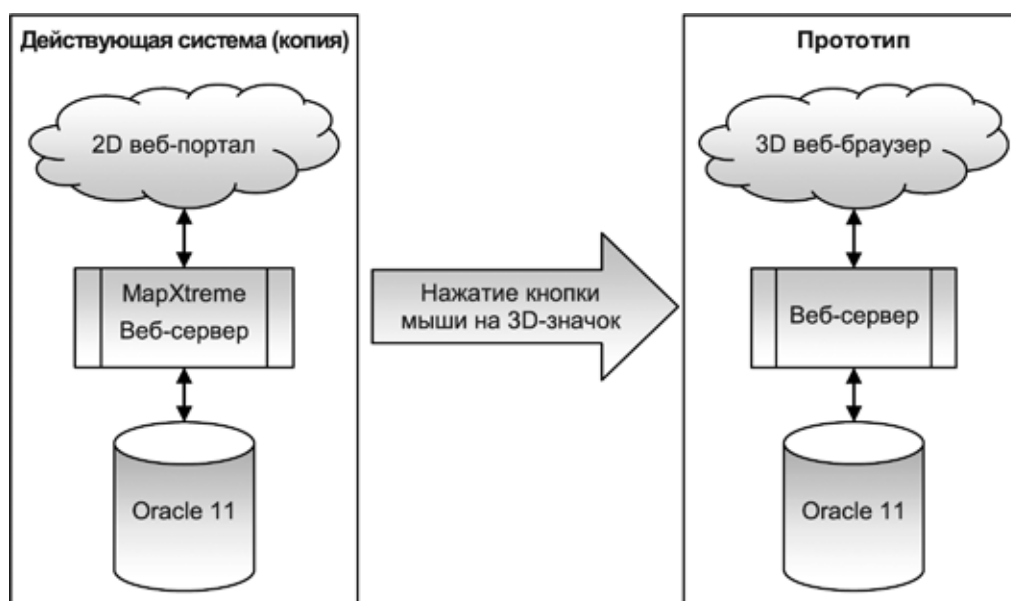 Действующая система (копия)
2D веб-портал
MapXtreme
Веб-сервер
Oracle 11
Нажатие кнопки
мыши на 3D-значок
Прототип
3D веб-браузер
Веб-сервер
Oracle 11